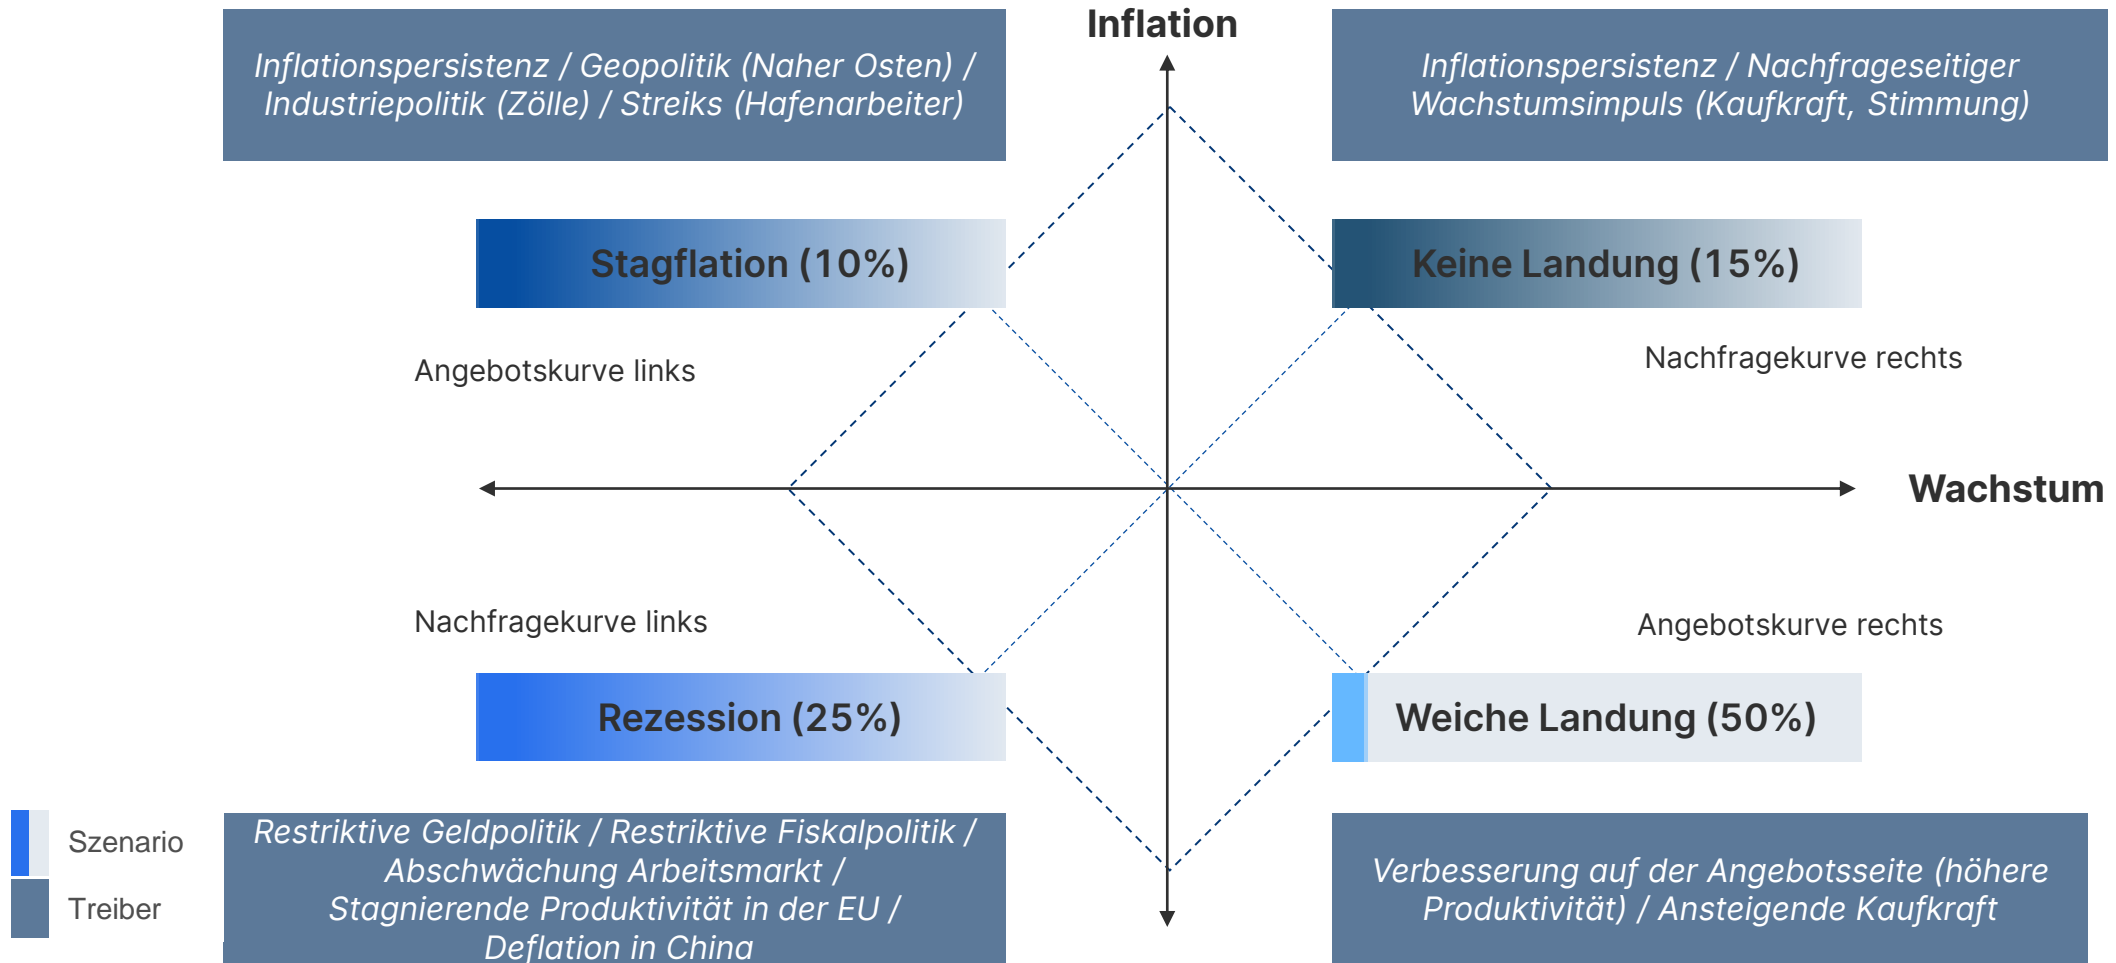 Inflation
Inflationspersistenz / Geopolitik (Naher Osten) /
Industriepolitik (Zölle) / Streiks (Hafenarbeiter)
Inflationspersistenz / Nachfrageseitiger
Wachstumsimpuls (Kaufkraft, Stimmung)
Stagflation (10%)
Keine Landung (15%)
Angebotskurve links
Nachfragekurve rechts
Wachstum
Nachfragekurve links
Angebotskurve rechts
Rezession (25%)
Weiche Landung (50%)
Szenario
Treiber
Restriktive Geldpolitik / Restriktive Fiskalpolitik /
Abschwächung Arbeitsmarkt /
Stagnierende Produktivität in der EU /
Deflation in China
Verbesserung auf der Angebotsseite (höhere
Produktivität) / Ansteigende Kaufkraft